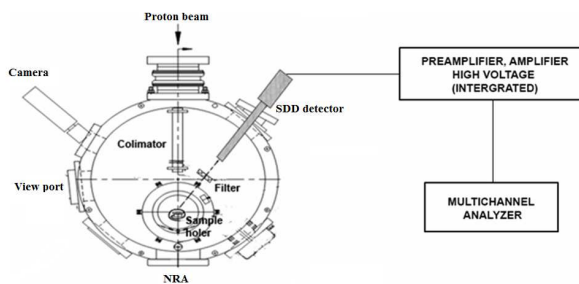 Proton beam
Camera
SDD detector
PREAMPLIFIER, AMPLIFIER
HIGH VOLTAGE
(INTERGRATED)
Colimator
View port
Filter
Sample
holer
MULTICHANNEL
ANALYZER
NRA